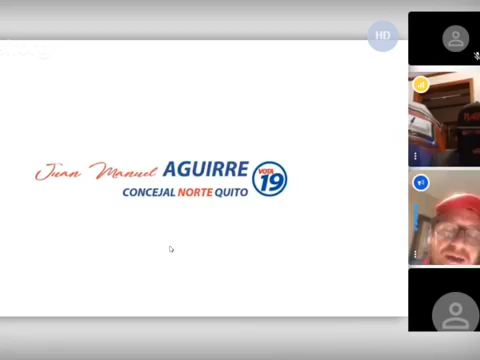 HD
Juan Manuel AGUIRRE
CONCEJAL NORTE QUITO
VOTA
19